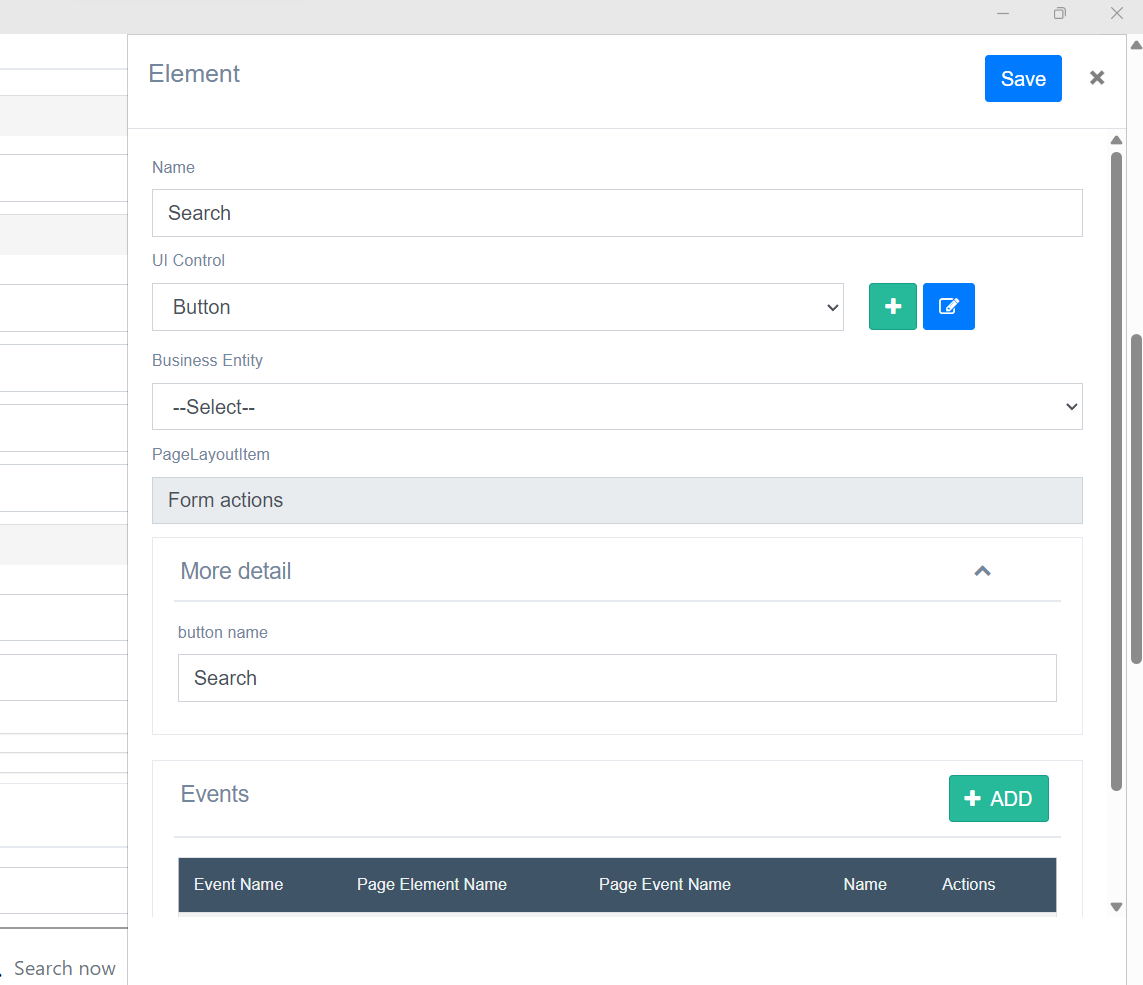 Element
Save
Name
Search
UI Control
Button
Business Entity
--Select--
PageLayoutItem
Form actions
More detail
button name
Search
Events
ADD
Event Name Page Element Name Page Event Name Name Actions
Search now